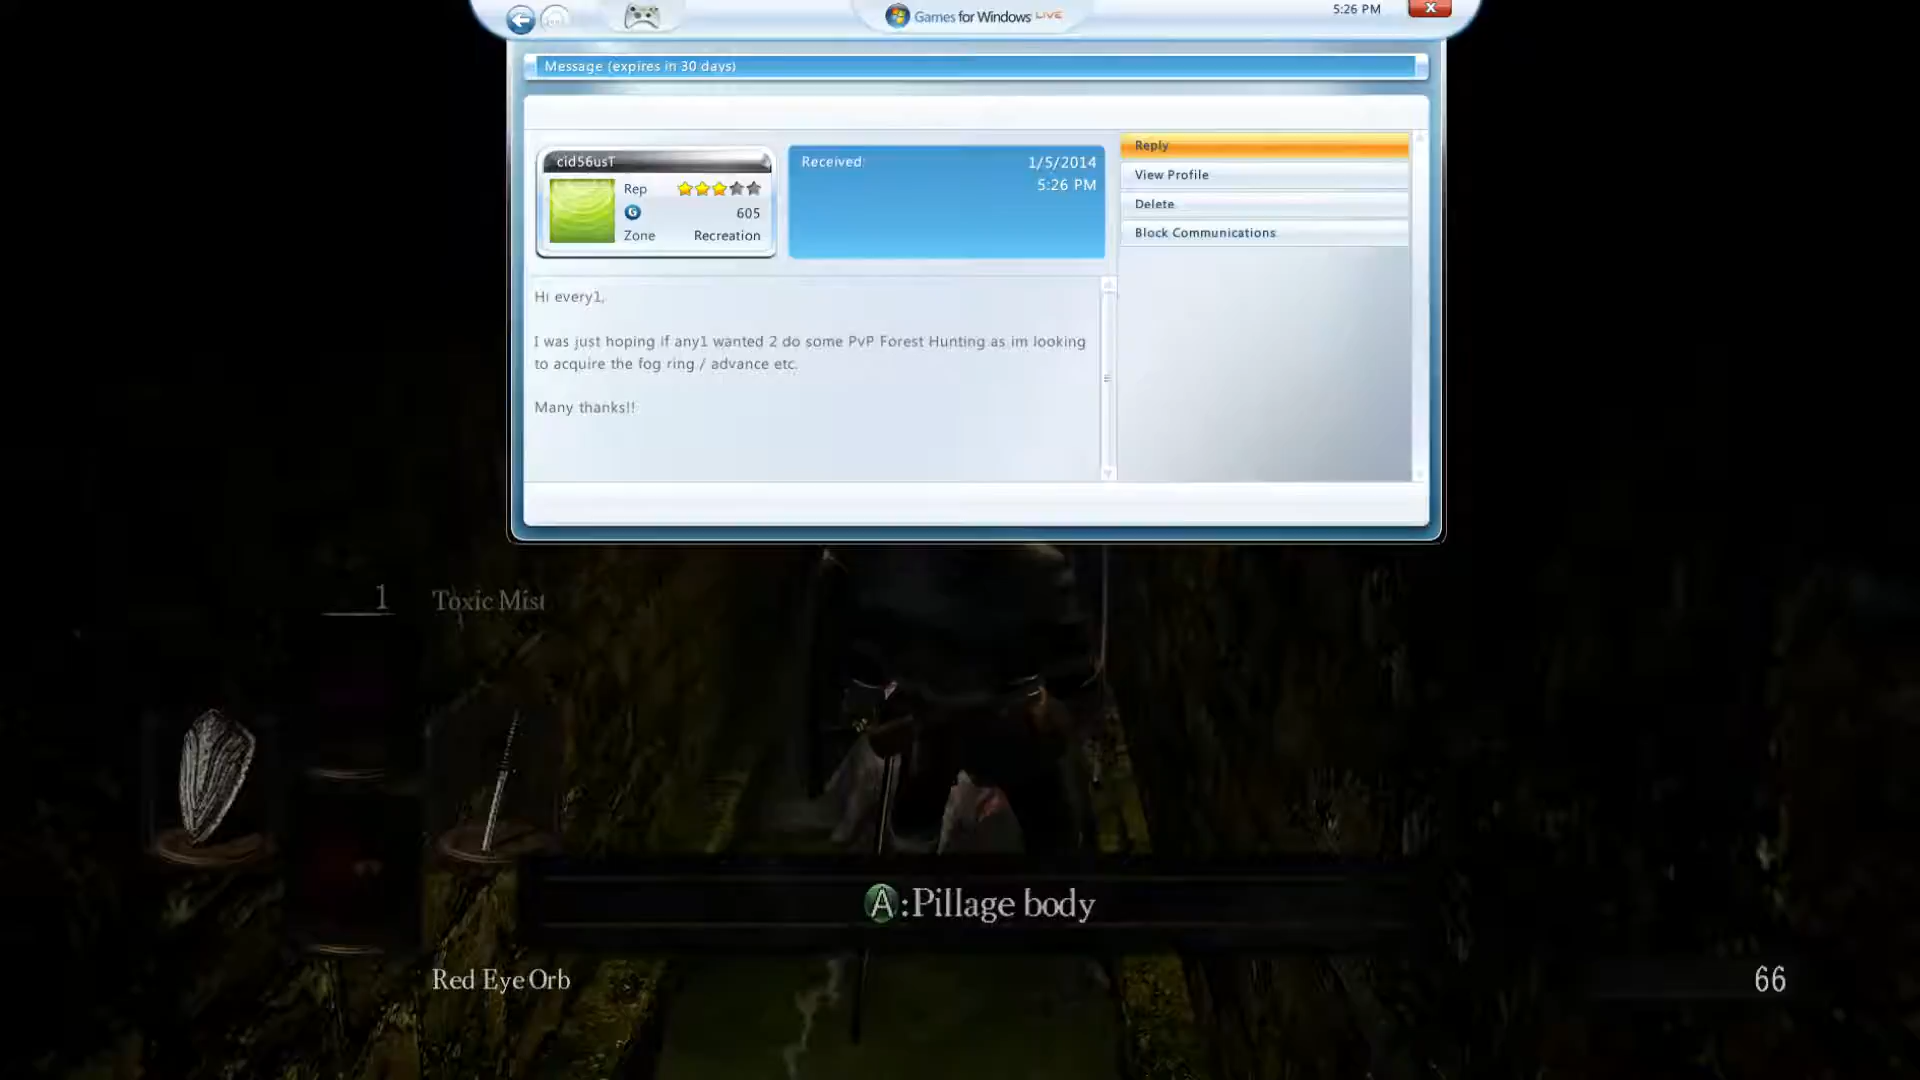 Games for Windows LIVE
5:26 PM
X
Message (expires in 30 days)
cid56usT
Rep
G
605
Zone Recreation
Received: 1/5/2014
5:26 PM
Reply
View Profile
Delete
Block Communications
Hi every1,
I was just hoping if any1 wanted 2 do some PvP Forest Hunting as im looking
to acquire the fog ring / advance etc.
Many thanks!!
1 Toxic Mist
A:Pillage body
Red Eye Orb
66